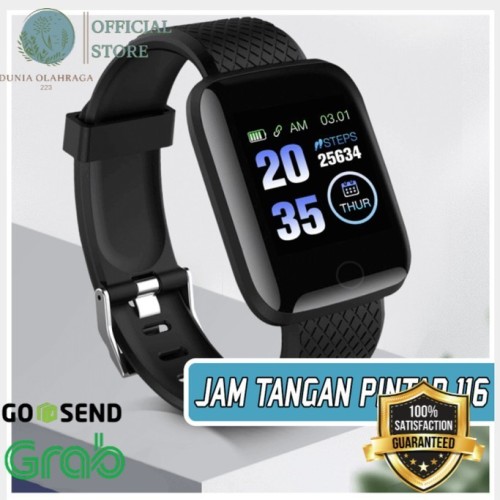 OFFICIAL
STORE
DUNIA OLAHRAGA
223
AM 03.01
STEPS
25634
20
35
THUR
JAM TANGAN PINTAR 116
100%
SATISFACTION
GUARANTEED
GO SEND
Grab